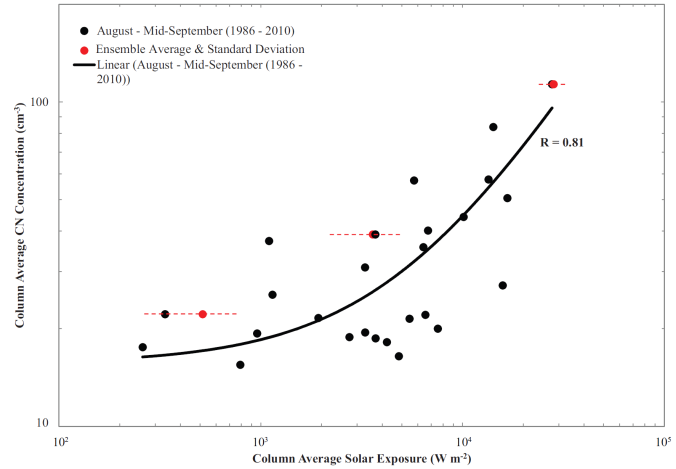 August - Mid-September (1986 - 2010)
Ensemble Average & Standard Deviation
Linear (August - Mid-September (1986 -
2010))
100
10
Column Average CN Concentration (cm-3)
R = 0.81
10²
10³
10⁴
10⁵
Column Average Solar Exposure (W m-2)